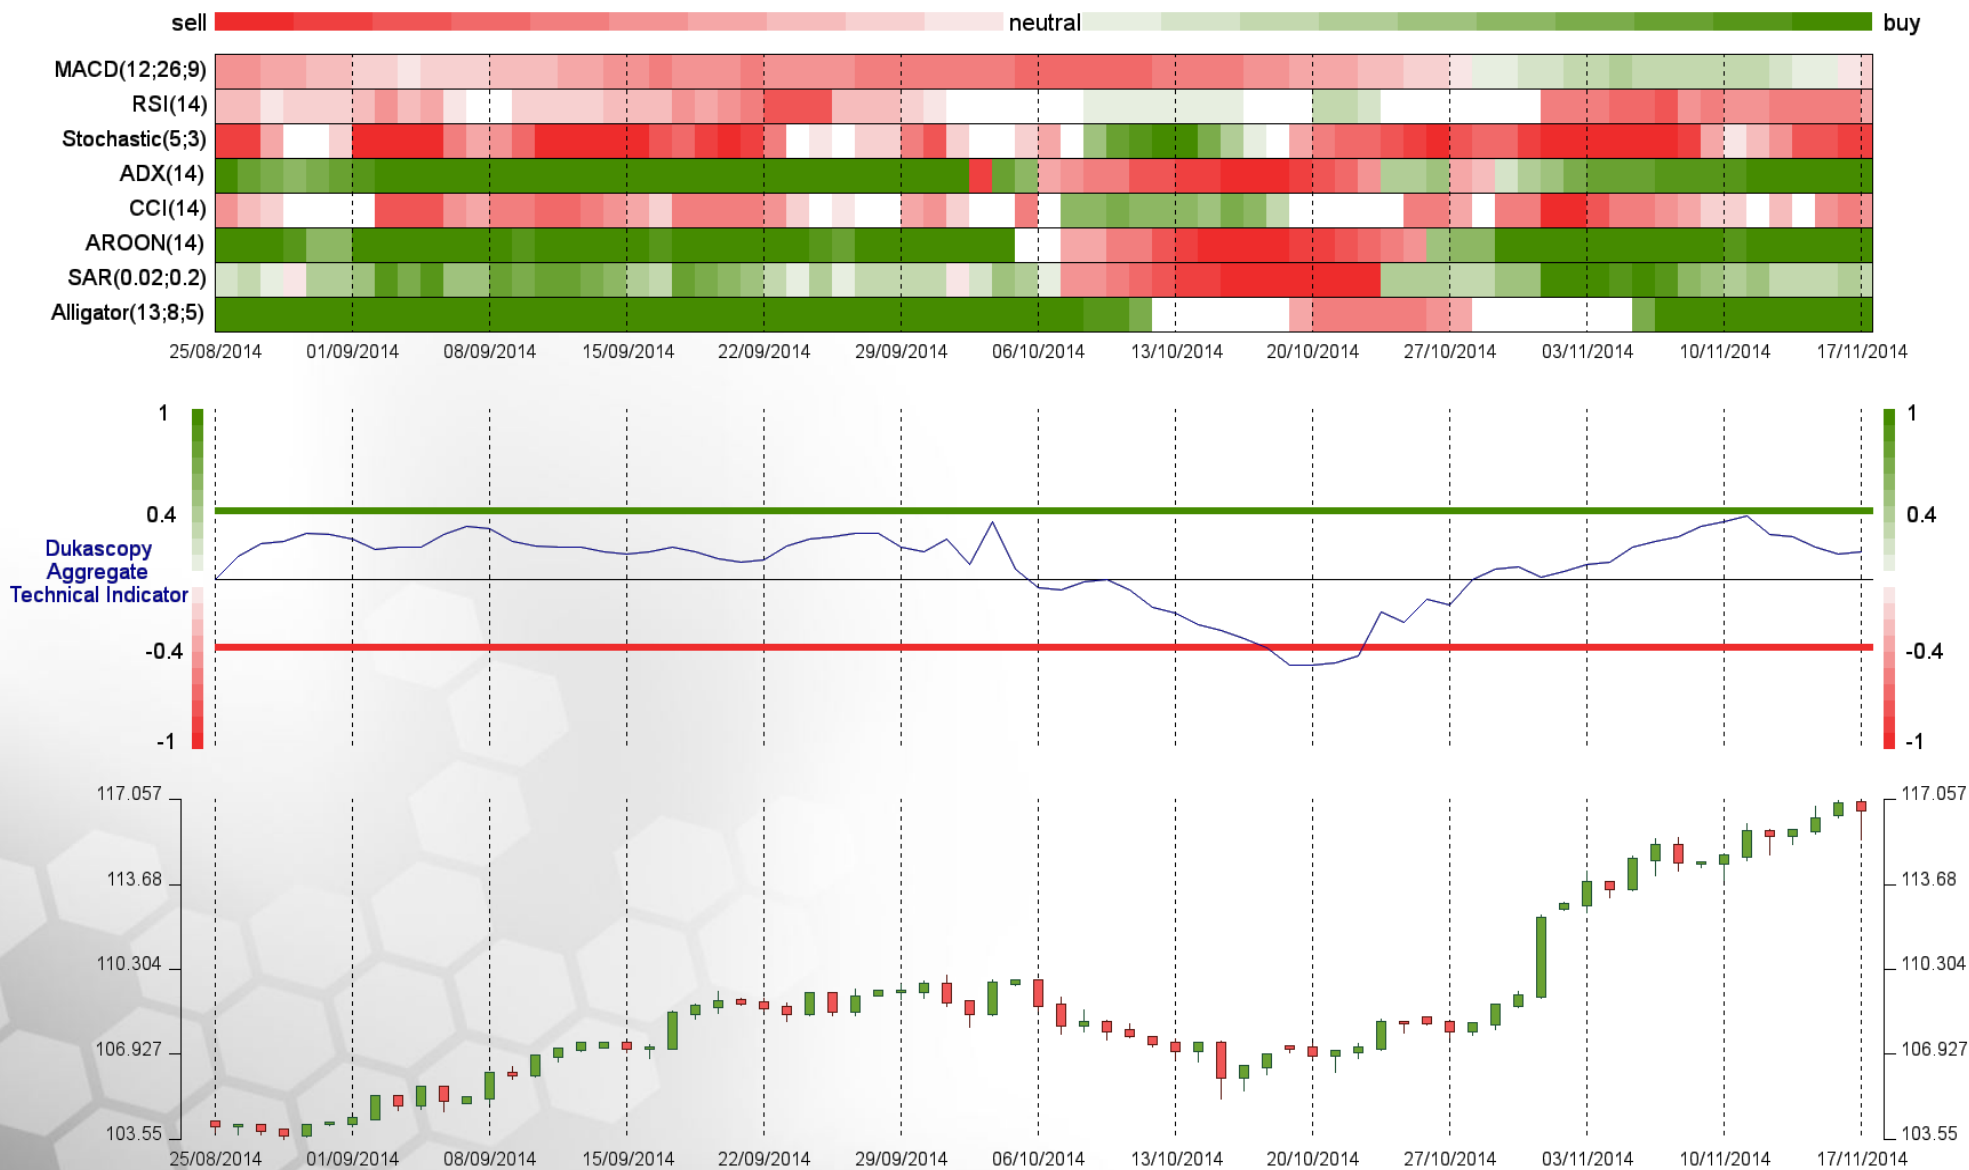 sell neutral buy
MACD(12;26;9)
RSI(14)
Stochastic(5;3)
ADX(14)
CCI(14)
AROON(14)
SAR(0.02;0.2)
Alligator(13;8;5)
25/08/2014 01/09/2014 08/09/2014 15/09/2014 22/09/2014 29/09/2014 06/10/2014 13/10/2014 20/10/2014 27/10/2014 03/11/2014 10/11/2014 17/11/2014
1 1
0.4 0.4
Dukascopy
Aggregate
Technical Indicator
-0.4 -0.4
-1 -1
117.057 117.057
113.68 113.68
110.304 110.304
106.927 106.927
103.55 103.55
25/08/2014 01/09/2014 08/09/2014 15/09/2014 22/09/2014 29/09/2014 06/10/2014 13/10/2014 20/10/2014 27/10/2014 03/11/2014 10/11/2014 17/11/2014